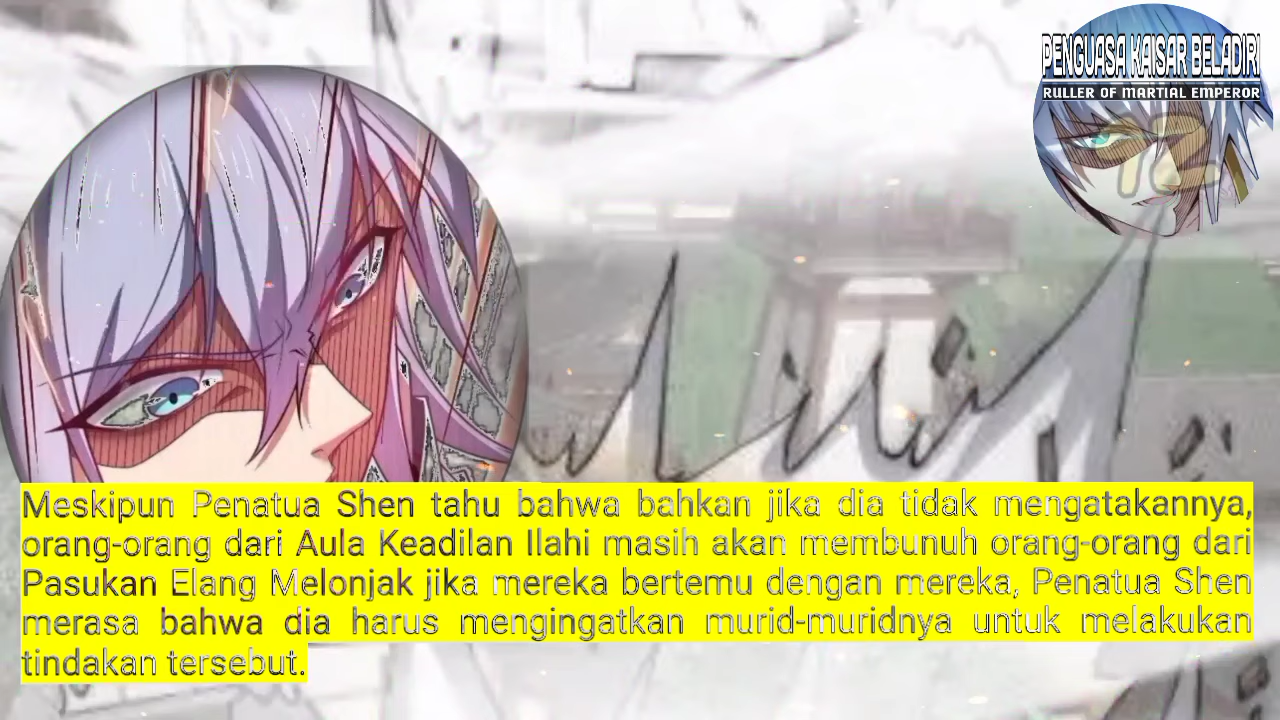 PENGUASA KAISAR BELADIRI
RULLER OF MARTIAL EMPEROR
Meskipun Penatua Shen tahu bahwa bahkan jika dia tidak mengatakannya,
orang-orang dari Aula Keadilan Ilahi masih akan membunuh orang-orang dari
Pasukan Elang Melonjak jika mereka bertemu dengan mereka, Penatua Shen
merasa bahwa dia harus mengingatkan murid-muridnya untuk melakukan
tindakan tersebut.